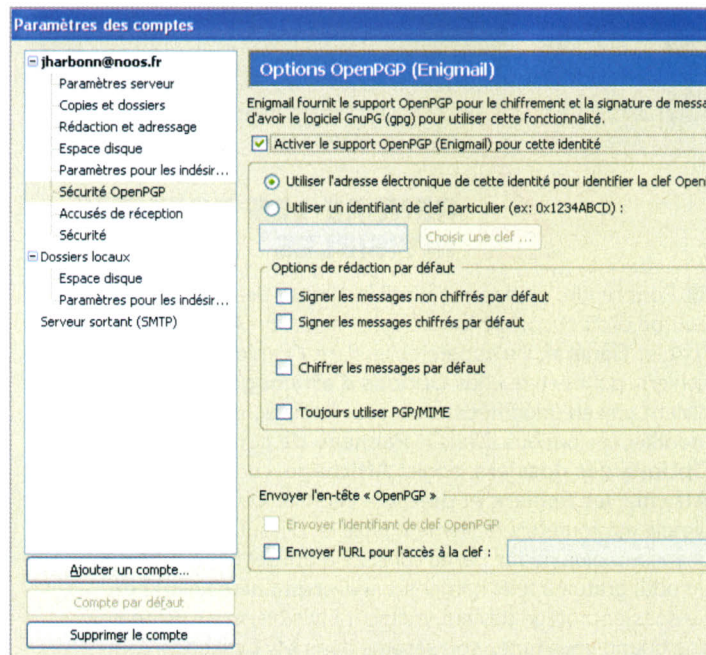 Paramètres des comptes
jharbonn@noos.fr
Paramètres serveur
Copies et dossiers
Rédaction et adressage
Espace disque
Paramètres pour les indésir...
Sécurité OpenPGP
Accusés de réception
Sécurité
Dossiers locaux
Espace disque
Paramètres pour les indésir...
Serveur sortant (SMTP)
Ajouter un compte...
Compte par défaut
Supprimer le compte
Options OpenPGP (Enigmail)
Enigmail fournit le support OpenPGP pour le chiffrement et la signature de messa
d'avoir le logiciel GnuPG (gpg) pour utiliser cette fonctionnalité.
Activer le support OpenPGP (Enigmail) pour cette identité
Utiliser l'adresse électronique de cette identité pour identifier la clef Open
Utiliser un identifiant de clef particulier (ex: 0x1234ABCD) :
Choisir une clef ...
Options de rédaction par défaut
Signer les messages non chiffrés par défaut
Signer les messages chiffrés par défaut
Chiffrer les messages par défaut
Toujours utiliser PGP/MIME
Envoyer l'en-tête « OpenPGP »
Envoyer l'identifiant de clef OpenPGP
Envoyer l'URL pour l'accès à la clef :